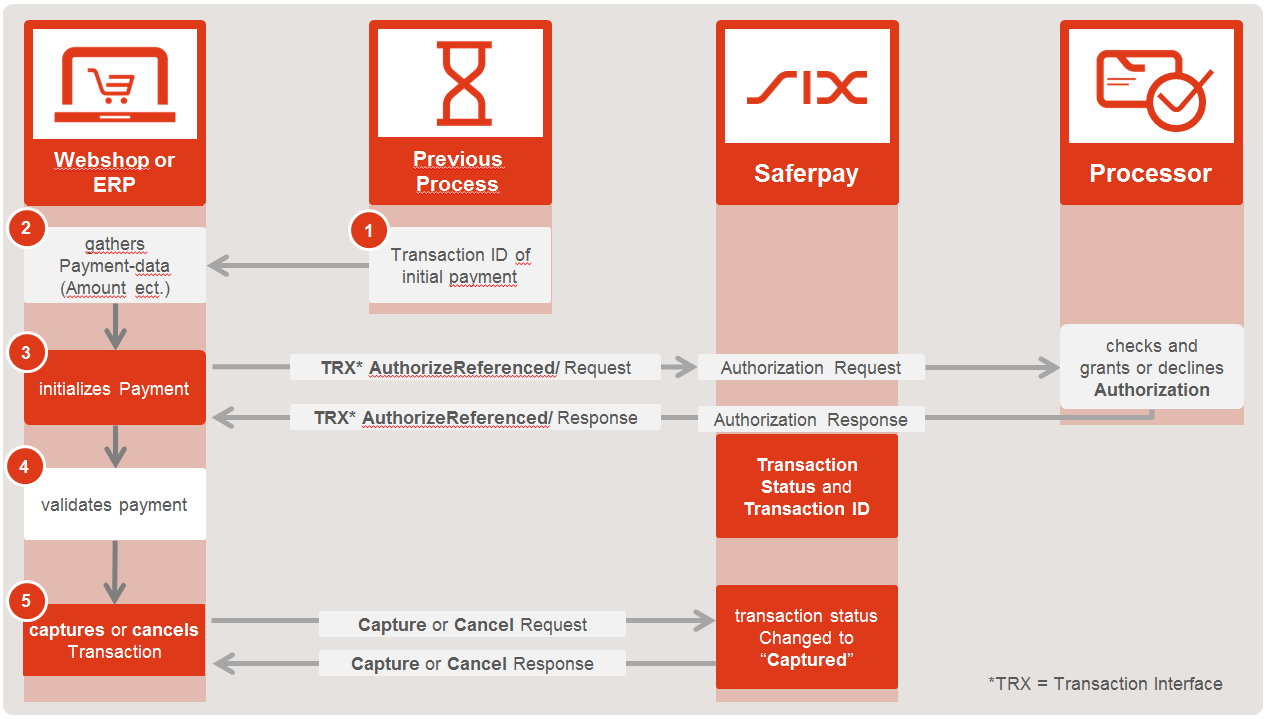 SIX
Webshop or
ERP
Previous
Process
Saferpay
Processor
1
Transaction ID of
initial payment
2
gathers
Payment-data
(Amount ect.)
3
initializes Payment
TRX* AuthorizeReferenced/ Request
Authorization Request
checks and
grants or declines
Authorization
TRX* AuthorizeReferenced/ Response
Authorization Response
Transaction
Status and
Transaction ID
4
validates payment
5
captures or cancels
Transaction
Capture or Cancel Request
transaction status
Changed to
“Captured”
Capture or Cancel Response
*TRX = Transaction Interface